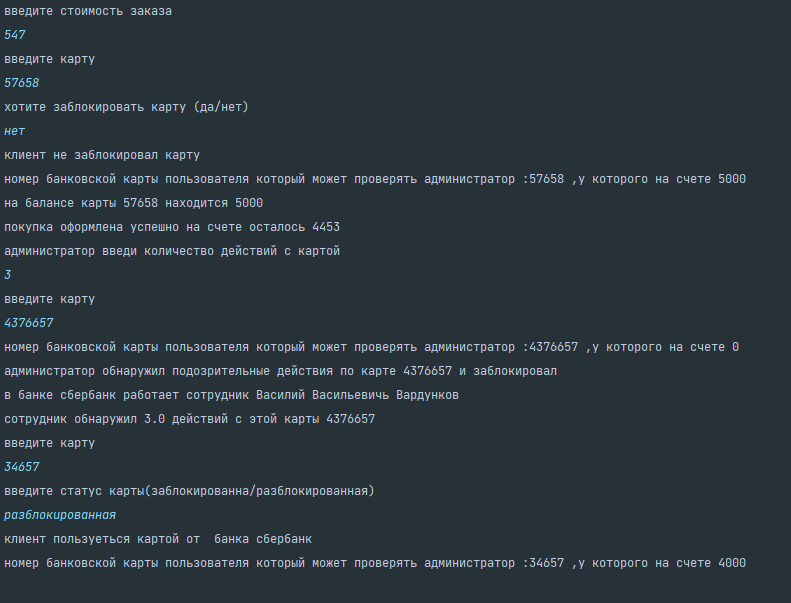 введите стоимость заказа
547
введите карту
57658
хотите заблокировать карту (да/нет)
нет
клиент не заблокировал карту
номер банковской карты пользователя который может проверять администратор :57658 ,у которого на счете 5000
на балансе карты 57658 находится 5000
покупка оформлена успешно на счете осталось 4453
администратор введи количество действий с картой
3
введите карту
4376657
номер банковской карты пользователя который может проверять администратор :4376657 ,у которого на счете 0
администратор обнаружил подозрительные действия по карте 4376657 и заблокировал
в банке сбербанк работает сотрудник Василий Васильевичь Вардунков
сотрудник обнаружил 3.0 действий с этой карты 4376657
введите карту
34657
введите статус карты(заблокированна/разблокированная)
разблокированная
клиент пользуеться картой от  банка сбербанк
номер банковской карты пользователя который может проверять администратор :34657 ,у которого на счете 4000